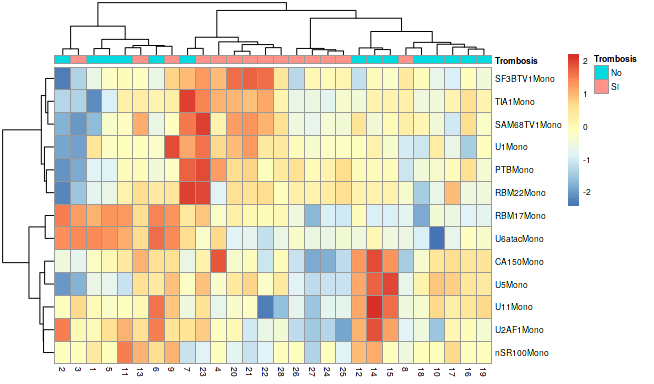 Trombosis
SF3BTV1Mono
TIA1Mono
SAM68TV1Mono
U1Mono
PTBMono
RBM22Mono
RBM17Mono
U6atacMono
CA150Mono
U5Mono
U11Mono
U2AF1Mono
nSR100Mono
2 3 1 5 11 13 6 9 7 23 4 20 21 22 28 26 27 24 25 12 14 15 8 18 10 17 16 19
2
1
0
-1
-2
Trombosis
No
SI